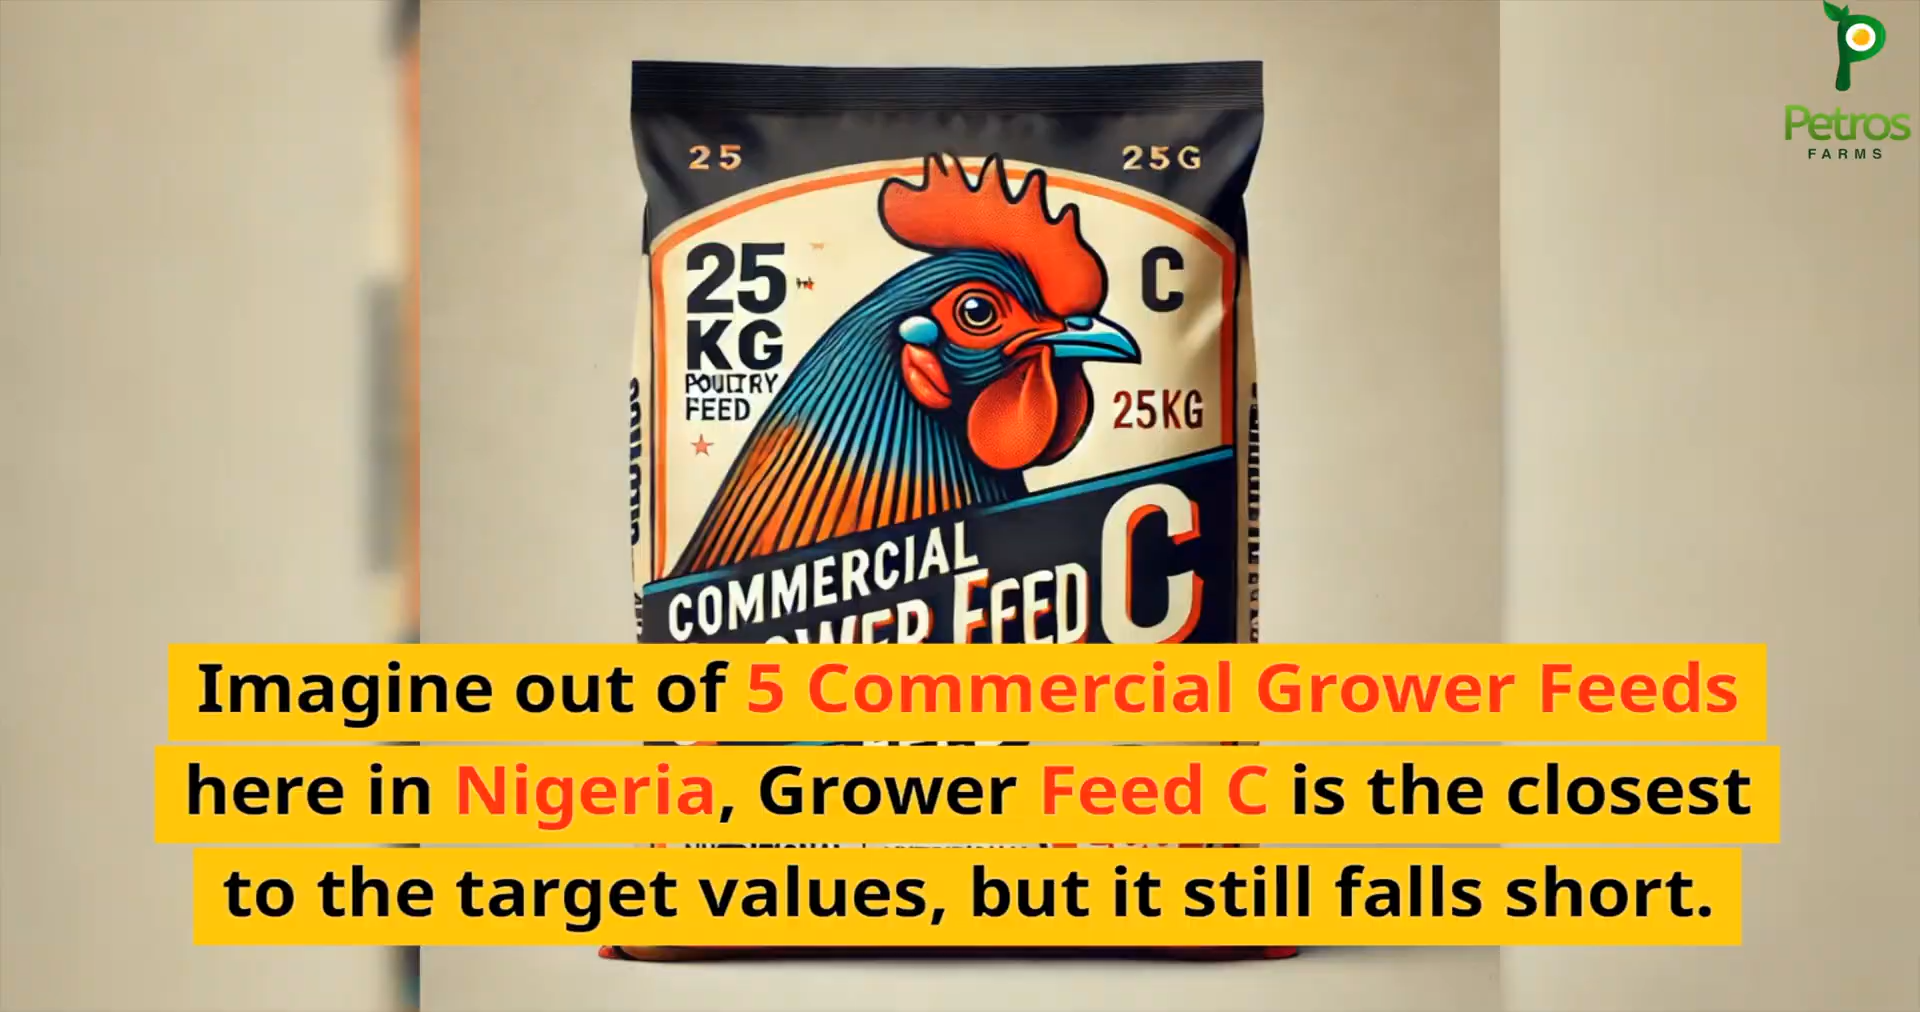 Petros
FARMS
25
25G
25
KG
POULTRY
FEED
C
25KG
COMMERCIAL
FEED C
Imagine out of 5 Commercial Grower Feeds
here in Nigeria, Grower Feed C is the closest
to the target values, but it still falls short.